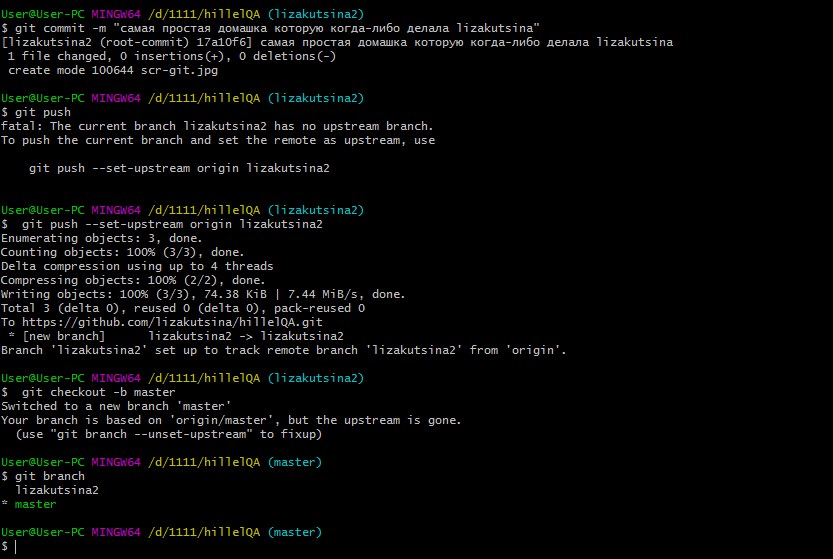 User@User-PC MINGW64 /d/1111/hillelQA (lizakutsina2)
$ git commit -m "самая простая домашка которую когда-либо делала lizakutsina"
[lizakutsina2 (root-commit) 17a10f6] самая простая домашка которую когда-либо делала lizakutsina
 1 file changed, 0 insertions(+), 0 deletions(-)
 create mode 100644 scr-git.jpg
User@User-PC MINGW64 /d/1111/hillelQA (lizakutsina2)
$ git push
fatal: The current branch lizakutsina2 has no upstream branch.
To push the current branch and set the remote as upstream, use
    git push --set-upstream origin lizakutsina2
User@User-PC MINGW64 /d/1111/hillelQA (lizakutsina2)
$  git push --set-upstream origin lizakutsina2
Enumerating objects: 3, done.
Counting objects: 100% (3/3), done.
Delta compression using up to 4 threads
Compressing objects: 100% (2/2), done.
Writing objects: 100% (3/3), 74.38 KiB | 7.44 MiB/s, done.
Total 3 (delta 0), reused 0 (delta 0), pack-reused 0
To https://github.com/lizakutsina/hillelQA.git
 * [new branch]      lizakutsina2 -> lizakutsina2
Branch 'lizakutsina2' set up to track remote branch 'lizakutsina2' from 'origin'.
User@User-PC MINGW64 /d/1111/hillelQA (lizakutsina2)
$  git checkout -b master
Switched to a new branch 'master'
Your branch is based on 'origin/master', but the upstream is gone.
  (use "git branch --unset-upstream" to fixup)
User@User-PC MINGW64 /d/1111/hillelQA (master)
$ git branch
  lizakutsina2
* master
User@User-PC MINGW64 /d/1111/hillelQA (master)
$